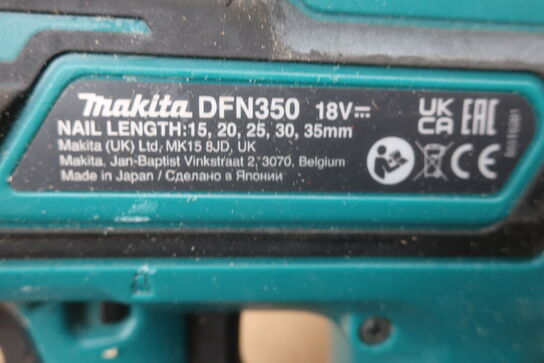 makita DFN350 18V
NAIL LENGTH:15, 20, 25, 30, 35mm
Makita (UK) Ltd, MK15 8JD, UK
Makita, Jan-Baptist Vinkstraat 2, 3070, Belgium
Made in Japan / Сделано в Японии
UK
CA
EAC
CE